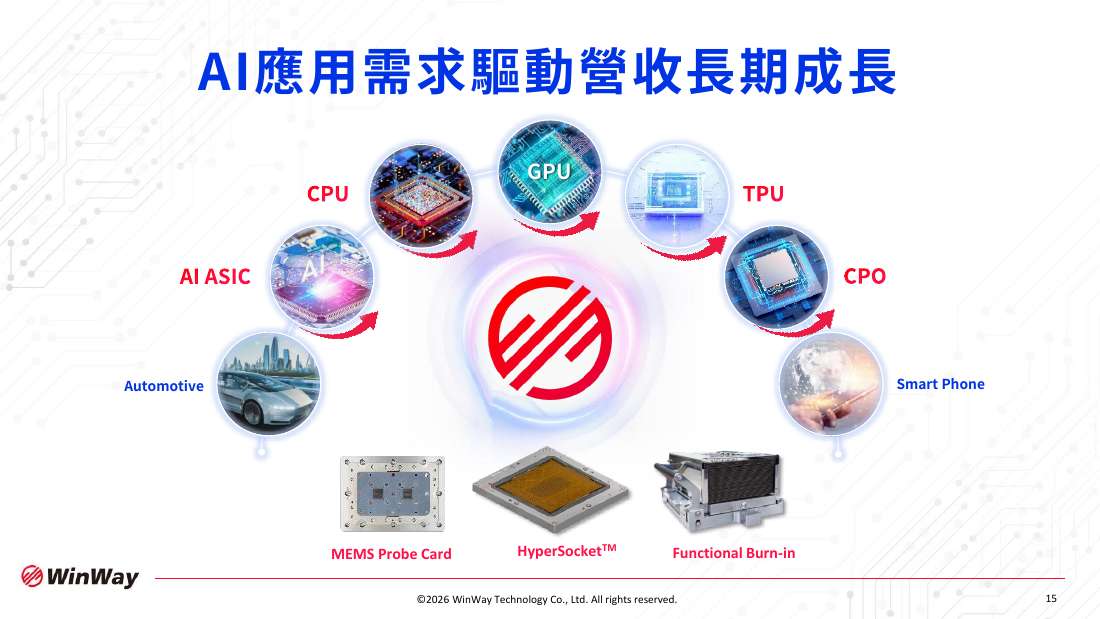 AI應用需求驅動營收長期成長
GPU
CPU
TPU
AI
AI ASIC
CPO
Automotive
Smart Phone
MEMS Probe Card
HyperSocket™
Functional Burn-in
WinWay
©2026 WinWay Technology Co., Ltd. All rights reserved.
15